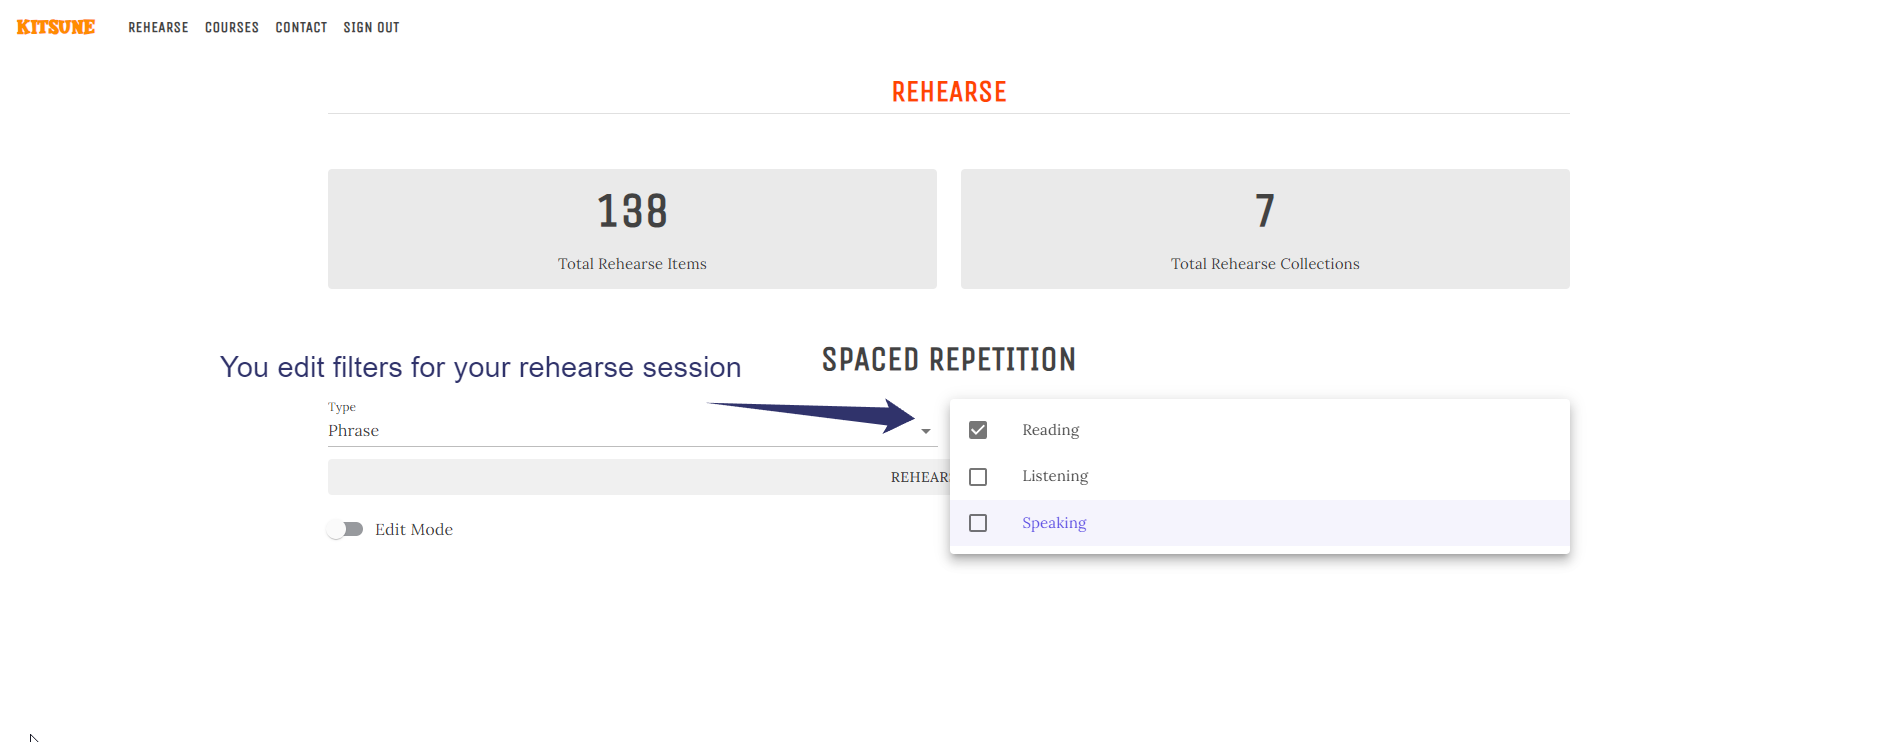 KITSUNE REHEARSE COURSES CONTACT SIGN OUT
REHEARSE
138
Total Rehearse Items
7
Total Rehearse Collections
SPACED REPETITION
You edit filters for your rehearse session
Type
Phrase
Reading
Listening
Speaking
Edit Mode